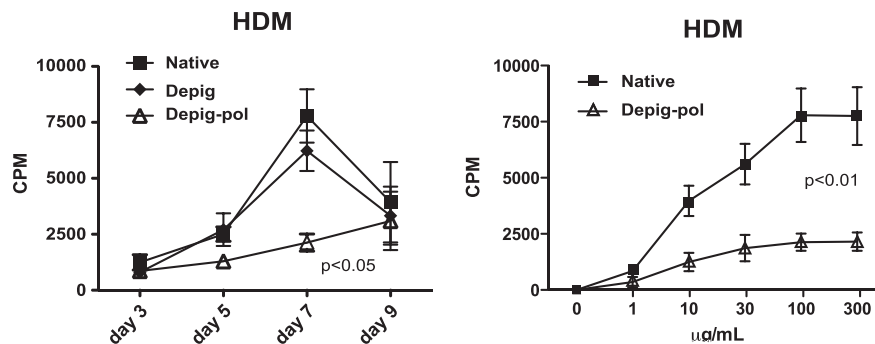 HDM
Native
Depig
Depig-pol
CPM
10000
7500
5000
2500
0
p<0.05
day 3
day 5
day 7
day 9
HDM
Native
Depig-pol
CPM
10000
7500
5000
2500
0
p<0.01
0 1 10 30 100 300
µg/mL